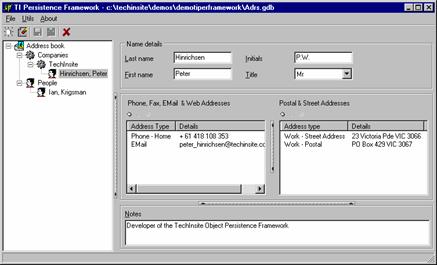 TI Persistence Framework - c:\techinsite\demos\demotiperframework\Adrs.gdb
File Utils About
Address book
Companies
TechInsite
Hinrichsen, Peter
People
Ian, Krigsman
Name details
Last name Hinrichsen Initials P.W.
First name Peter Title Mr
Phone, Fax, EMail & Web Addresses
Address Type Details
Phone - Home + 61 418 108 353
EMail peter_hinrichsen@techinsite.cc
Postal & Street Addresses
Address type Details
Work - Street Address 23 Victoria Pde VIC 3066
Work - Postal PO Box 429 VIC 3067
Notes
Developer of the TechInsite Object Persistence Framework